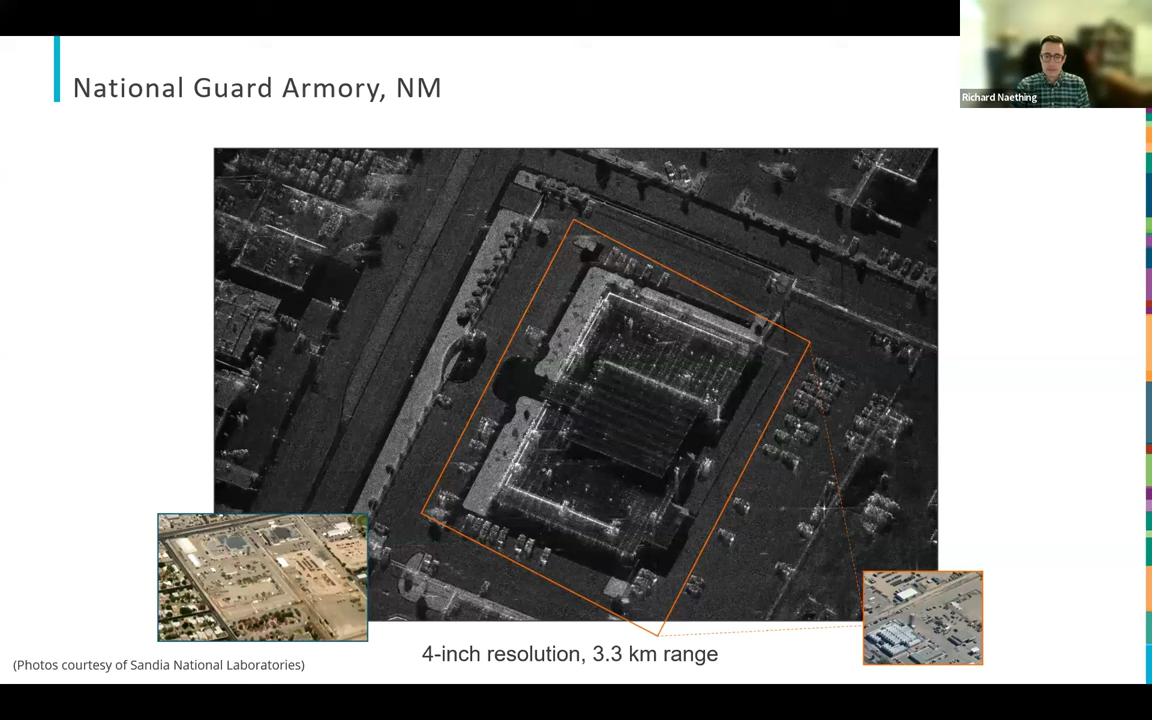 National Guard Armory, NM
Richard Naething
4-inch resolution, 3.3 km range
(Photos courtesy of Sandia National Laboratories)